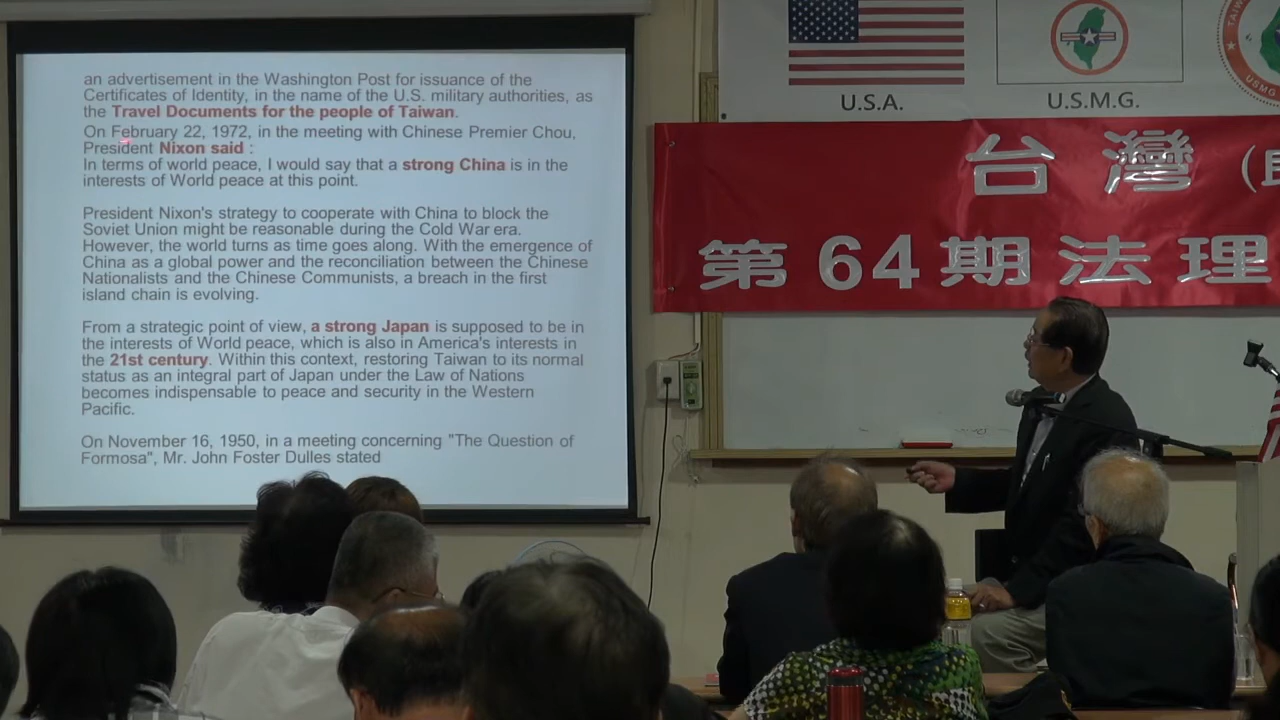 an advertisement in the Washington Post for issuance of the
Certificates of Identity, in the name of the U.S. military authorities, as
the Travel Documents for the people of Taiwan.
On February 22, 1972, in the meeting with Chinese Premier Chou,
President Nixon said :
In terms of world peace, I would say that a strong China is in the
interests of World peace at this point.
President Nixon's strategy to cooperate with China to block the
Soviet Union might be reasonable during the Cold War era.
However, the world turns as time goes along. With the emergence of
China as a global power and the reconciliation between the Chinese
Nationalists and the Chinese Communists, a breach in the first
island chain is evolving.
From a strategic point of view, a strong Japan is supposed to be in
the interests of World peace, which is also in America's interests in
the 21st century. Within this context, restoring Taiwan to its normal
status as an integral part of Japan under the Law of Nations
becomes indispensable to peace and security in the Western
Pacific.
On November 16, 1950, in a meeting concerning "The Question of
Formosa", Mr. John Foster Dulles stated
U.S.A.
U.S.M.G.
TAIW
USMG
台灣（
第64期法理